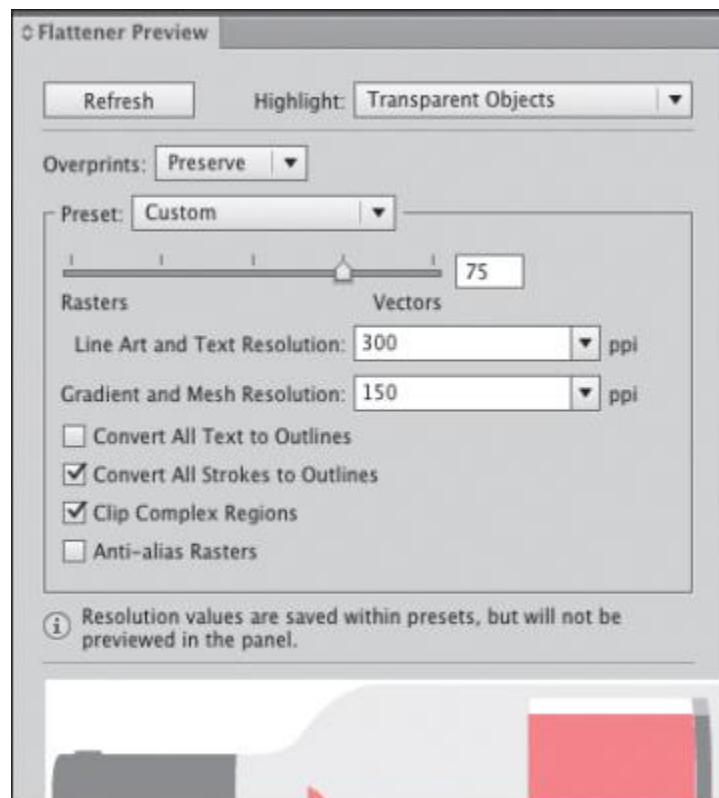 Flattener Preview
Refresh Highlight: Transparent Objects
Overprints: Preserve
Preset: Custom
75
Rasters Vectors
Line Art and Text Resolution: 300 ppi
Gradient and Mesh Resolution: 150 ppi
Convert All Text to Outlines
Convert All Strokes to Outlines
Clip Complex Regions
Anti-alias Rasters
Resolution values are saved within presets, but will not be
previewed in the panel.